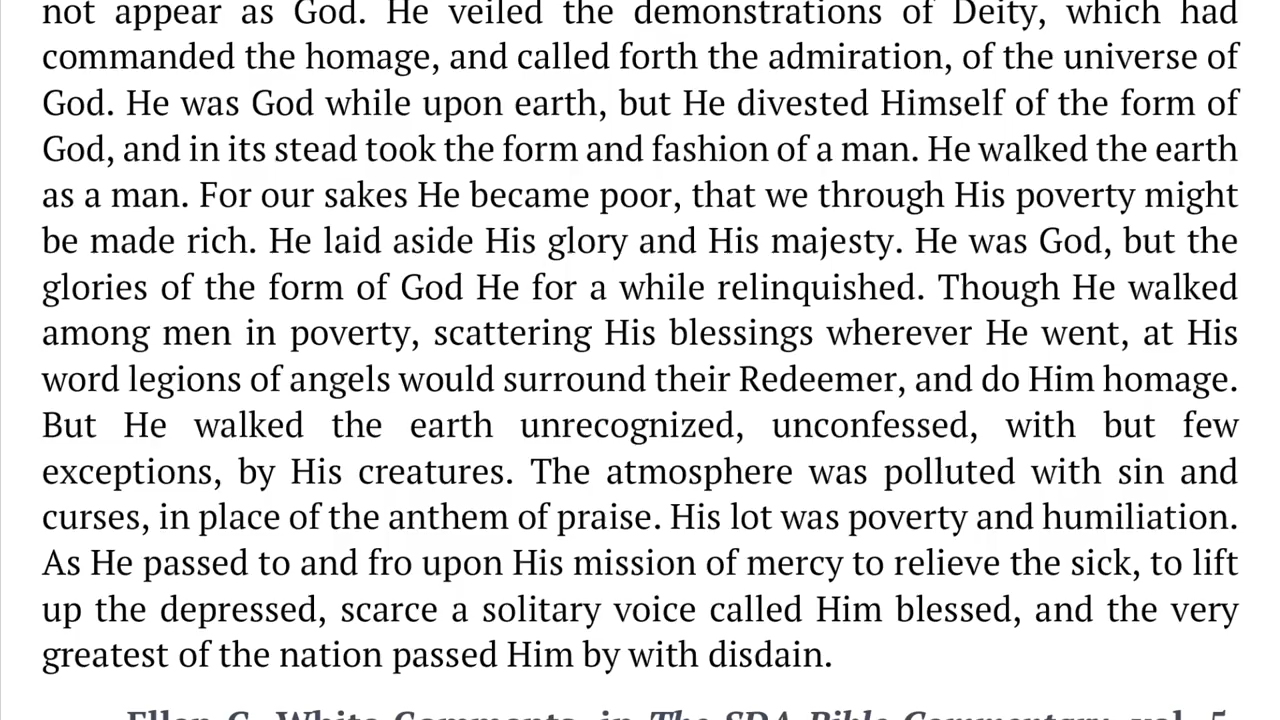 not appear as God. He veiled the demonstrations of Deity, which had
commanded the homage, and called forth the admiration, of the universe of
God. He was God while upon earth, but He divested Himself of the form of
God, and in its stead took the form and fashion of a man. He walked the earth
as a man. For our sakes He became poor, that we through His poverty might
be made rich. He laid aside His glory and His majesty. He was God, but the
glories of the form of God He for a while relinquished. Though He walked
among men in poverty, scattering His blessings wherever He went, at His
word legions of angels would surround their Redeemer, and do Him homage.
But He walked the earth unrecognized, unconfessed, with but few
exceptions, by His creatures. The atmosphere was polluted with sin and
curses, in place of the anthem of praise. His lot was poverty and humiliation.
As He passed to and fro upon His mission of mercy to relieve the sick, to lift
up the depressed, scarce a solitary voice called Him blessed, and the very
greatest of the nation passed Him by with disdain.
Ellen G. White Comments, in The SDA Bible Commentary, vol. 5